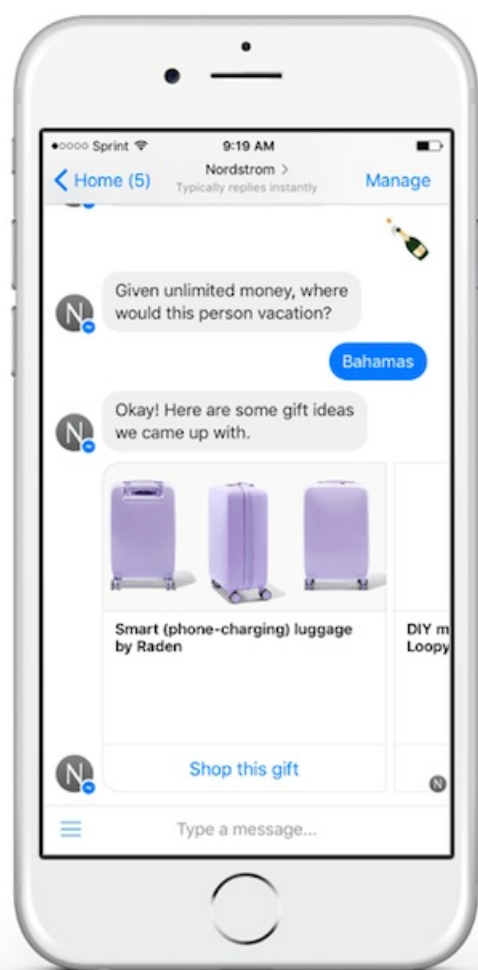 Sprint 9:19 AM
Home (5) Nordstrom > Manage
Typically replies instantly
Given unlimited money, where
would this person vacation?
N
Bahamas
Okay! Here are some gift ideas
we came up with.
N
Smart (phone-charging) luggage
by Raden
DIY m
Loopy
Shop this gift
N
N
Type a message...